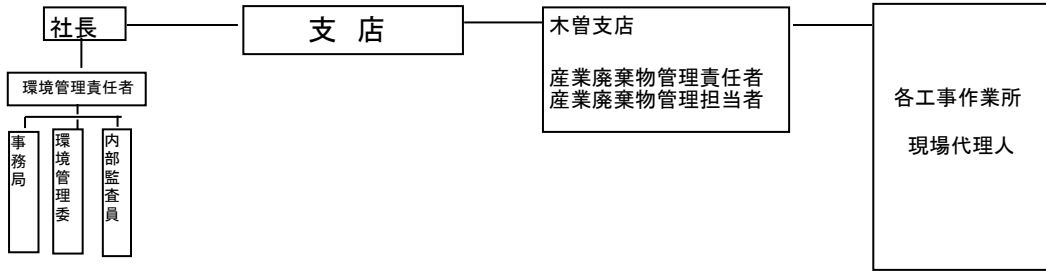 社長
支 店
木曽支店
産業廃棄物管理責任者
産業廃棄物管理担当者
各工事作業所
現場代理人
環境管理責任者
事務局
環境管理委
内部監査員